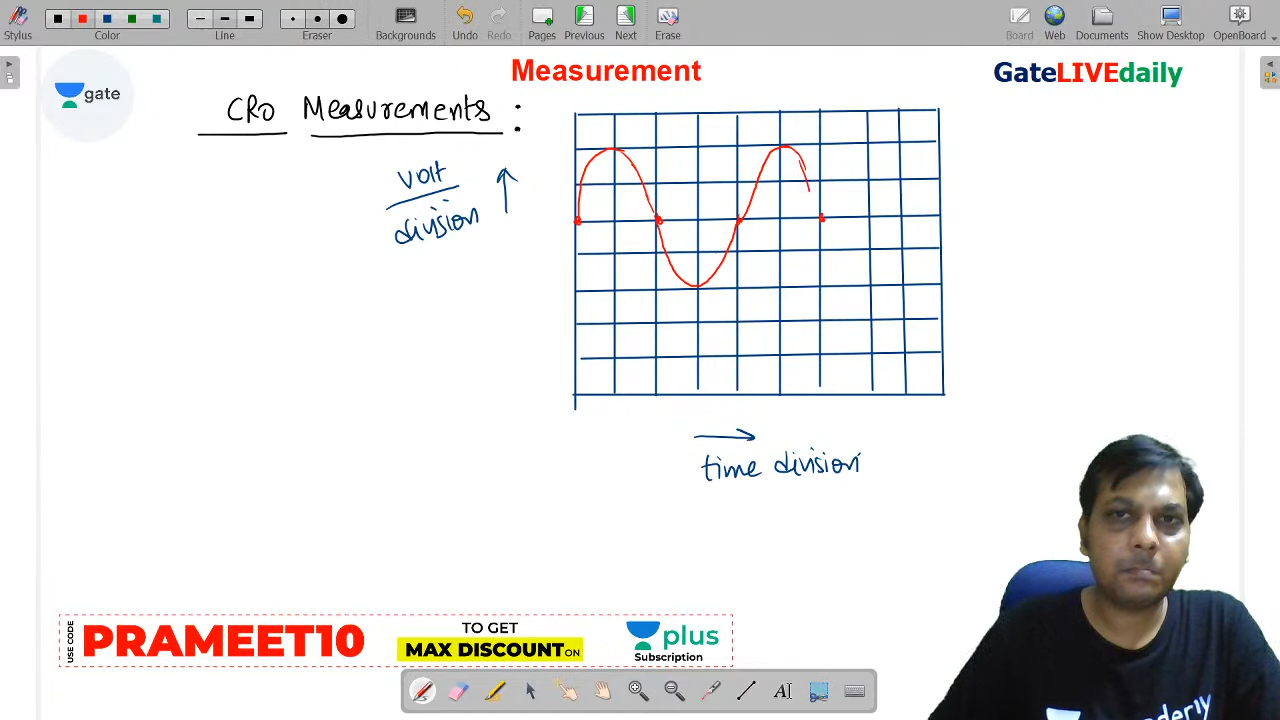 Stylus
Color
Line
Eraser
Backgrounds
Undo
Redo
Pages
Previous
Next
Erase
Board
Web
Documents
Show Desktop
OpenBoard
gate
Measurement
GateLIVEdaily
CRO Measurements :
volt
division
time division
USE CODE
PRAMEET10
TO GET
MAX DISCOUNT ON
plus
Subscription